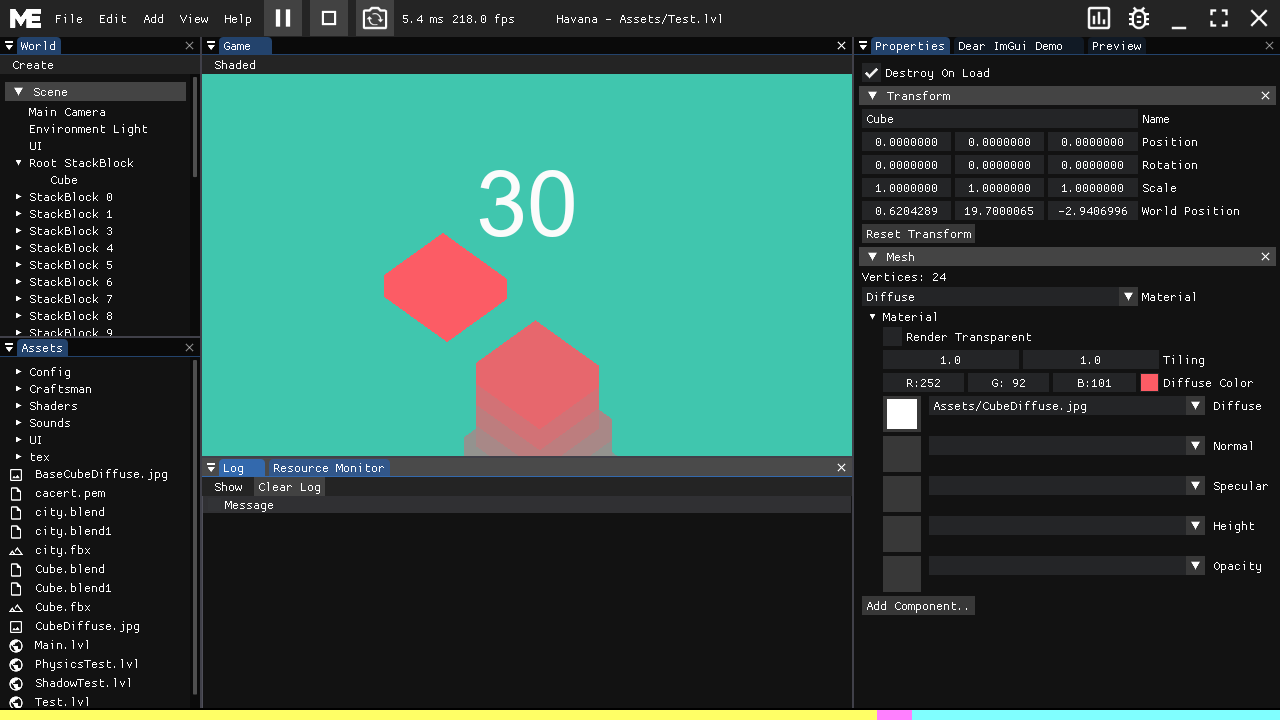 ME File Edit Add View Help 5.4 ms 218.0 fps Havana - Assets/Test.lvl
World
Create
Scene
Main Camera
Environment Light
UI
Root StackBlock
Cube
StackBlock 0
StackBlock 1
StackBlock 3
StackBlock 4
StackBlock 5
StackBlock 6
StackBlock 7
StackBlock 8
StackBlock 9
Assets
Config
Craftsman
Shaders
Sounds
UI
tex
BaseCubeDiffuse.jpg
cacert.pem
city.blend
city.blend1
city.fbx
Cube.blend
Cube.blend1
Cube.fbx
CubeDiffuse.jpg
Main.lvl
PhysicsTest.lvl
ShadowTest.lvl
Test.lvl
Game
Shaded
30
Log Resource Monitor
Show Clear Log
Message
Properties Dear ImGui Demo Preview
Destroy On Load
Transform
Cube Name
0.0000000 0.0000000 0.0000000 Position
0.0000000 0.0000000 0.0000000 Rotation
1.0000000 1.0000000 1.0000000 Scale
0.6204289 19.7000065 -2.9406996 World Position
Reset Transform
Mesh
Vertices: 24
Diffuse Material
Material
Render Transparent
1.0 1.0 Tiling
R:252 G: 92 B:101 Diffuse Color
Assets/CubeDiffuse.jpg Diffuse
Normal
Specular
Height
Opacity
Add Component..